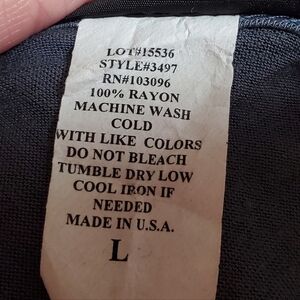 LOT#15536
STYLE#3497
RN#103096
100% RAYON
MACHINE WASH
COLD
WITH LIKE COLORS
DO NOT BLEACH
TUMBLE DRY LOW
COOL IRON IF
NEEDED
MADE IN U.S.A.
L